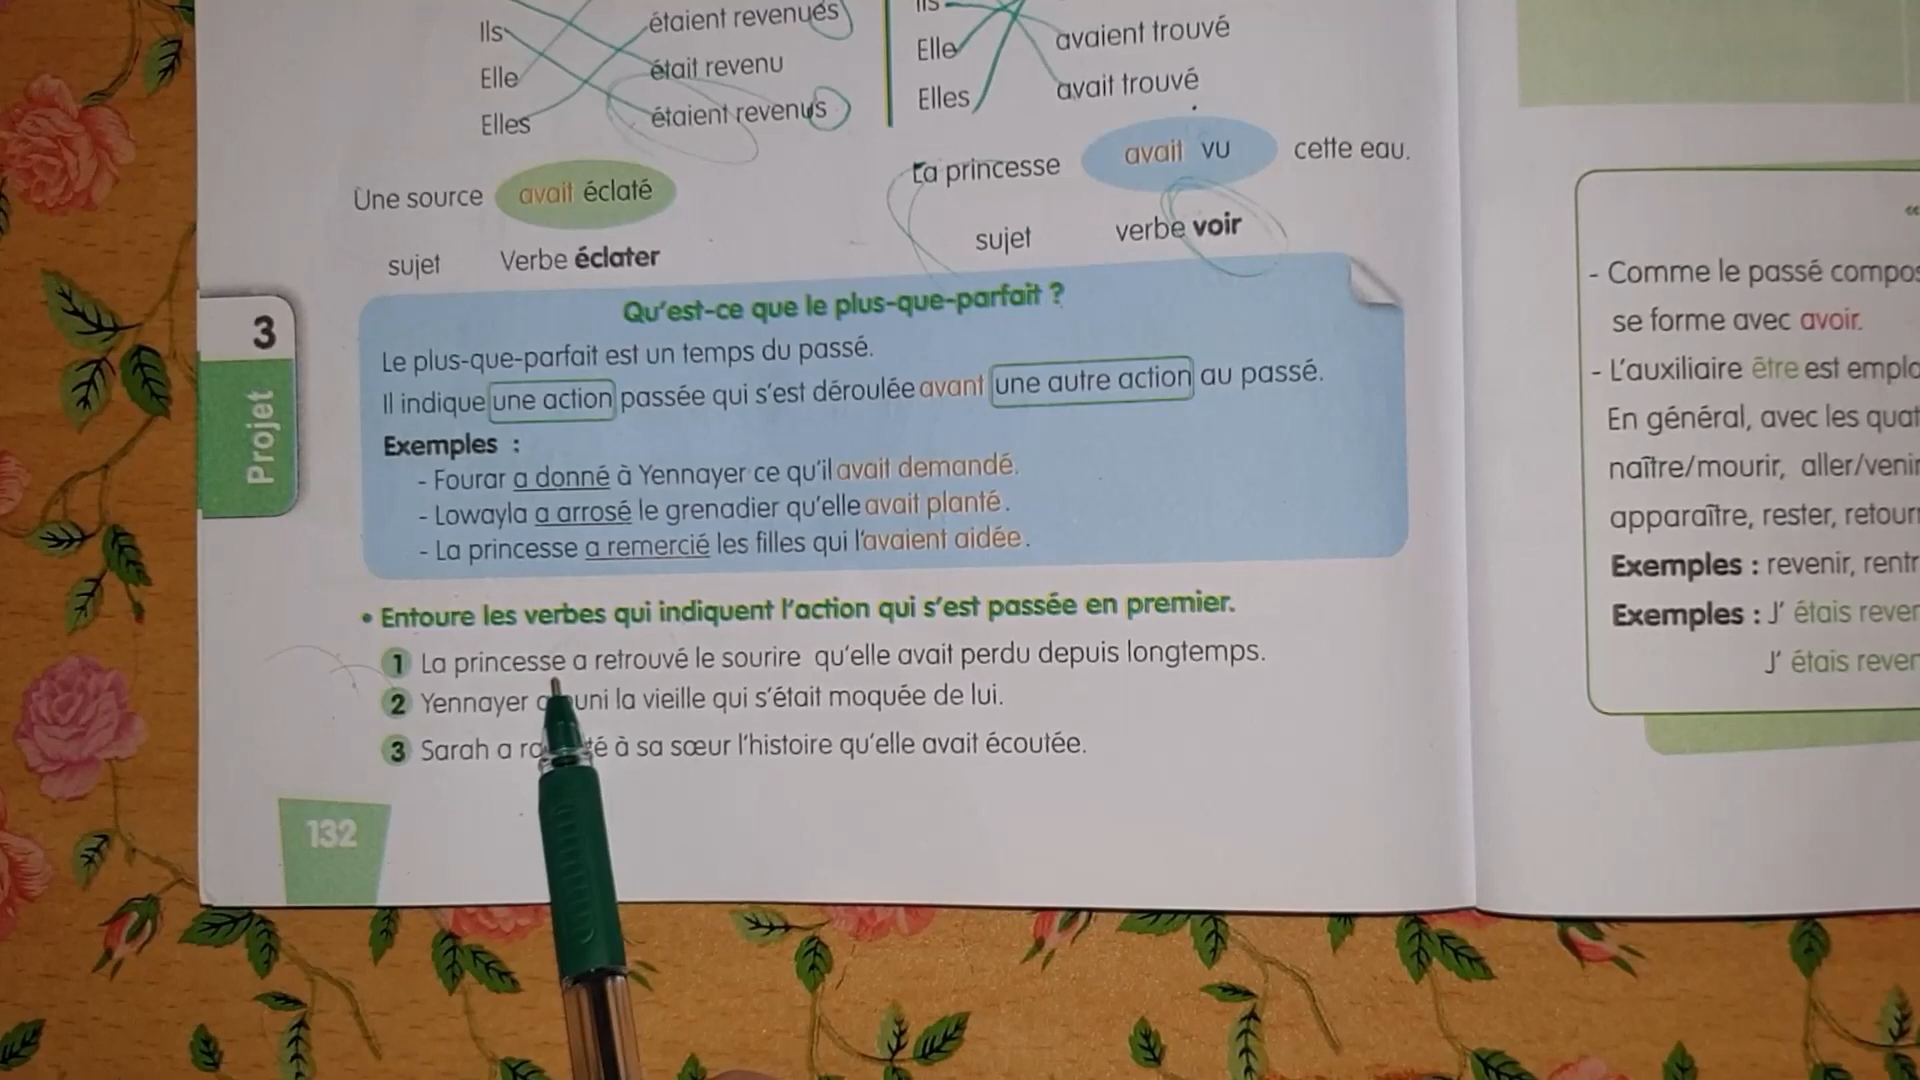 Ils
Elle
Elles
étaient revenues
était revenu
étaient revenus
Ils
Elle
Elles
avaient trouvé
avait trouvé
Une source avait éclaté
sujet Verbe éclater
La princesse avait vu cette eau.
sujet verbe voir
Qu'est-ce que le plus-que-parfait ?
Le plus-que-parfait est un temps du passé.
Il indique une action passée qui s'est déroulée avant une autre action au passé.
Exemples :
- Fourar a donné à Yennayer ce qu'il avait demandé.
- Lowayla a arrosé le grenadier qu'elle avait planté.
- La princesse a remercié les filles qui l'avaient aidée.
• Entoure les verbes qui indiquent l'action qui s'est passée en premier.
1 La princesse a retrouvé le sourire qu'elle avait perdu depuis longtemps.
2 Yennayer la vieille qui s'était moquée de lui.
3 Sarah a à sa sœur l'histoire qu'elle avait écoutée.
3
Projet
132
«
- Comme le passé
se forme avec avoir.
- L'auxiliaire être est
En général, avec les
naître/mourir, aller/venir
apparaître, rester,
Exemples : revenir,
Exemples : J' étais
J' étais